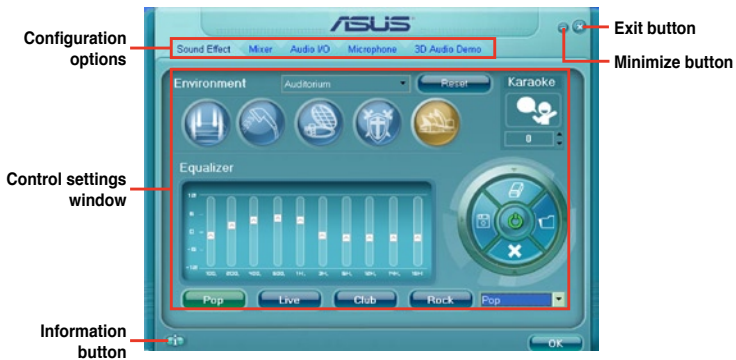 ASUS
Configuration options
Sound Effect Mixer Audio I/O Microphone 3D Audio Demo
Exit button
Minimize button
Environment Auditorium Reset Karaoke
0
Equalizer
Control settings window
Pop Live Club Rock Pop
Information button
OK